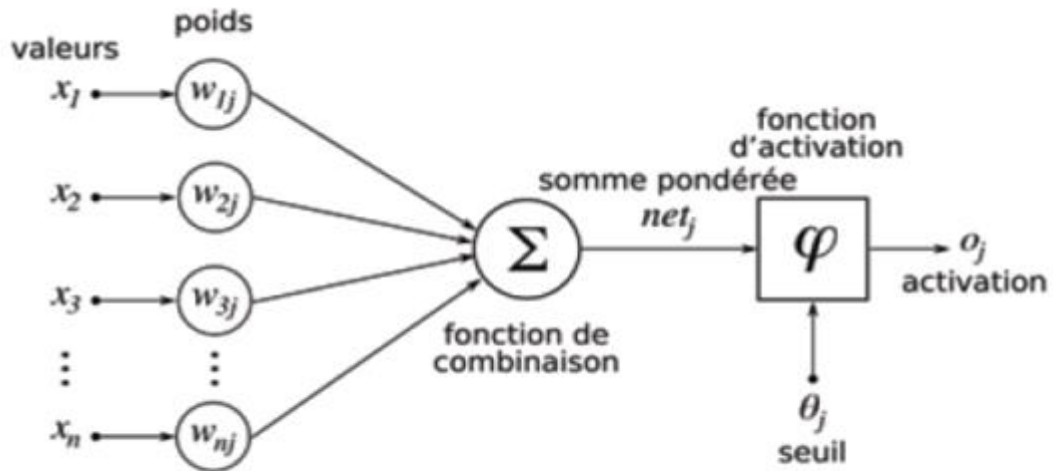 poids
valeurs
x1
w1j
x2
w2j
x3
w3j
⋮
⋮
xn
wnj
Σ
fonction de
combinaison
somme pondérée
netj
fonction
d'activation
φ
oj
activation
θj
seuil